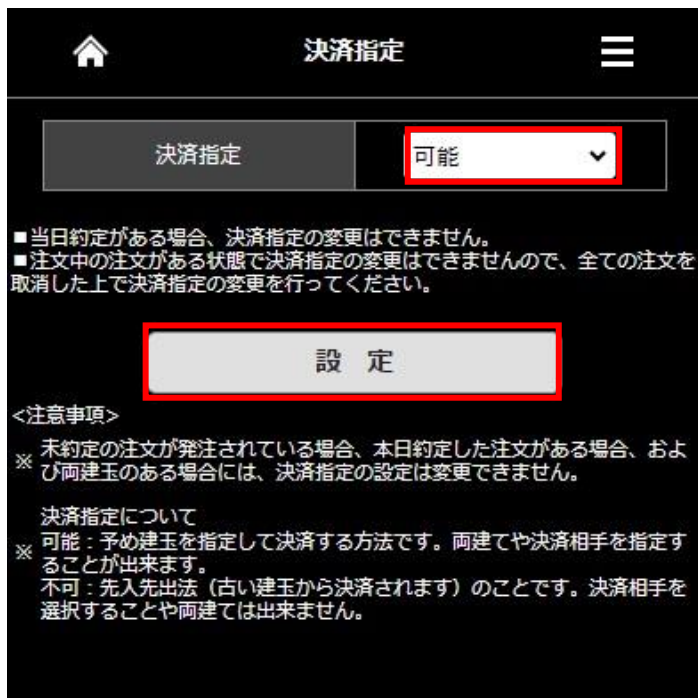 決済指定
決済指定
可能
■当日約定がある場合、決済指定の変更はできません。
■注文中の注文がある状態で決済指定の変更はできませんので、全ての注文を
取消した上で決済指定の変更を行ってください。
設 定
<注意事項>
※ 未約定の注文が発注されている場合、本日約定した注文がある場合、およ
び両建玉のある場合には、決済指定の設定は変更できません。
決済指定について
※ 可能：予め建玉を指定して決済する方法です。両建てや決済相手を指定す
ることが出来ます。
不可：先入先出法（古い建玉から決済されます）のことです。決済相手を
選択することや両建ては出来ません。